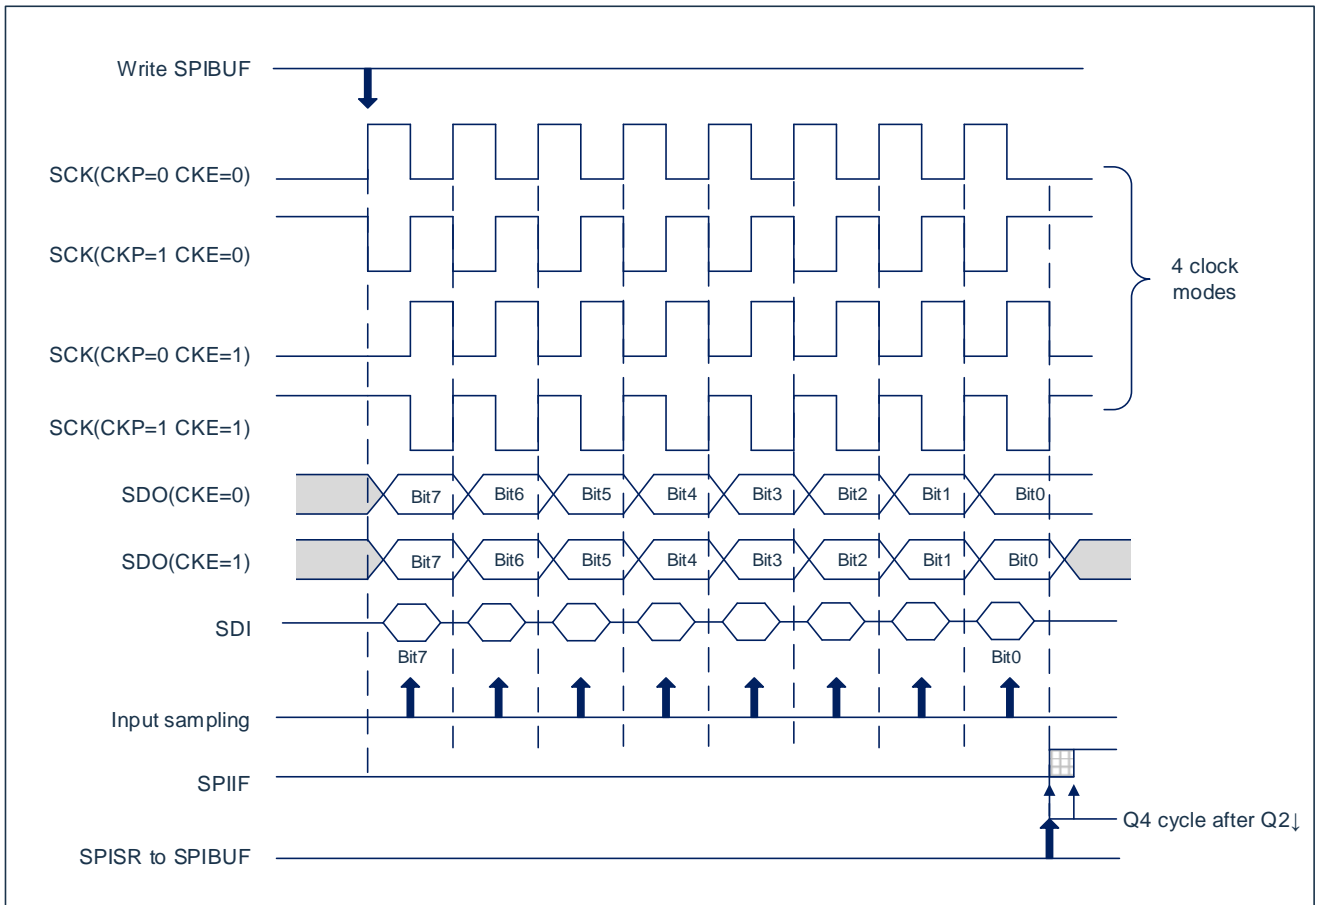 Write SPIBUF
SCK(CKP=0 CKE=0)
SCK(CKP=1 CKE=0)
4 clock
modes
SCK(CKP=0 CKE=1)
SCK(CKP=1 CKE=1)
SDO(CKE=0)
Bit7 Bit6 Bit5 Bit4 Bit3 Bit2 Bit1 Bit0
SDO(CKE=1)
Bit7 Bit6 Bit5 Bit4 Bit3 Bit2 Bit1 Bit0
SDI
Bit7 Bit0
Input sampling
SPIIF
Q4 cycle after Q2↓
SPISR to SPIBUF